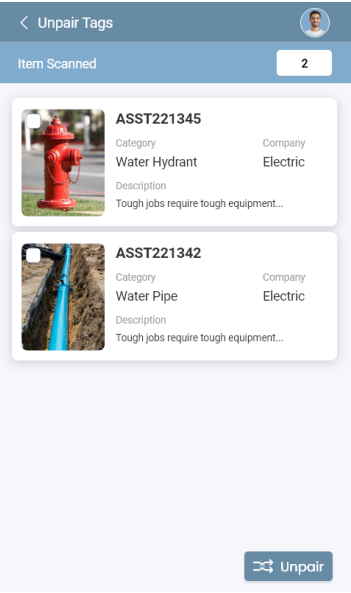 Unpair Tags
Item Scanned
2
ASST221345
Category Company
Water Hydrant Electric
Description
Tough jobs require tough equipment...
ASST221342
Category Company
Water Pipe Electric
Description
Tough jobs require tough equipment...
Unpair